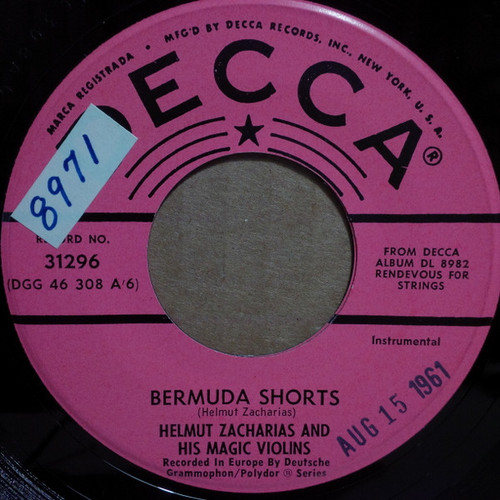 MARCA REGISTRADA • MFG'D BY DECCA RECORDS, INC., NEW YORK, U.S.A.
DECCA®
8971
RECORD NO.
31296
(DGG 46 308 A/6)
FROM DECCA
ALBUM DL 8982
RENDEVOUS FOR
STRINGS
Instrumental
BERMUDA SHORTS
(Helmut Zacharias)
HELMUT ZACHARIAS AND
HIS MAGIC VIOLINS
Recorded In Europe By Deutsche
Grammophon/Polydor ® Series
AUG 15 1961